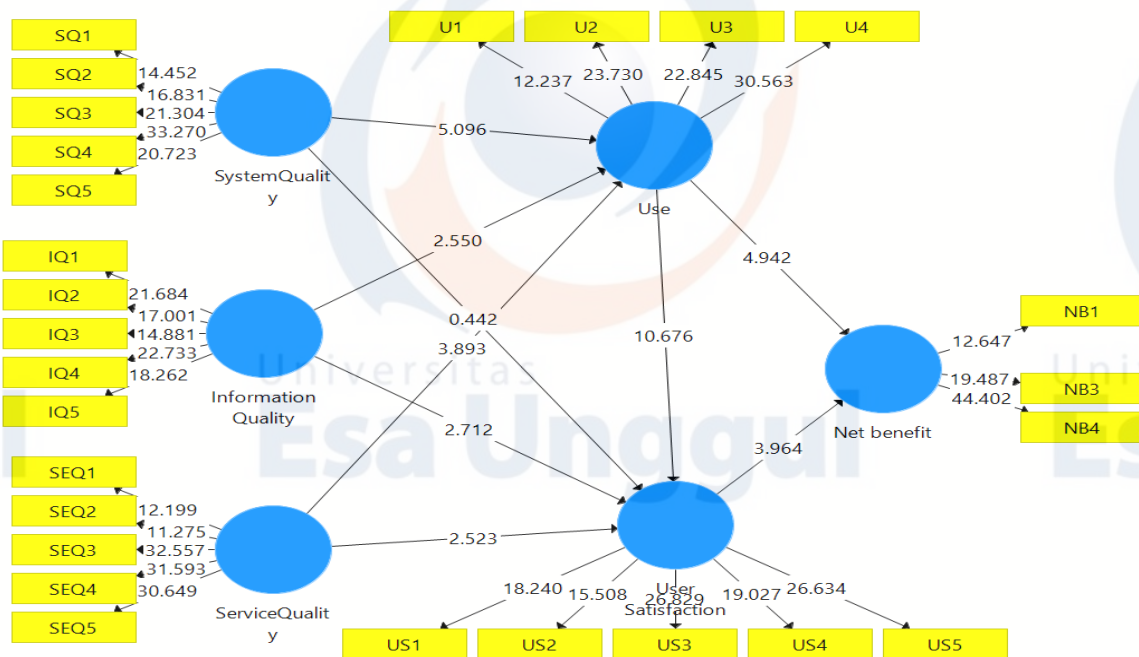 SQ1
SQ2
SQ3
SQ4
SQ5
14.452
16.831
21.304
33.270
20.723
SystemQualit
y
IQ1
IQ2
IQ3
IQ4
IQ5
21.684
17.001
14.881
22.733
18.262
Information
Quality
SEQ1
SEQ2
SEQ3
SEQ4
SEQ5
12.199
11.275
32.557
31.593
30.649
ServiceQualit
y
U1
U2
U3
U4
12.237
23.730
22.845
30.563
Use
5.096
2.550
0.442
3.893
2.712
2.523
10.676
4.942
3.964
Net benefit
12.647
19.487
44.402
NB1
NB3
NB4
User
Satisfaction
18.240
15.508
26.829
19.027
26.634
US1
US2
US3
US4
US5
Universitas
Esa Unggul
Uni
Es